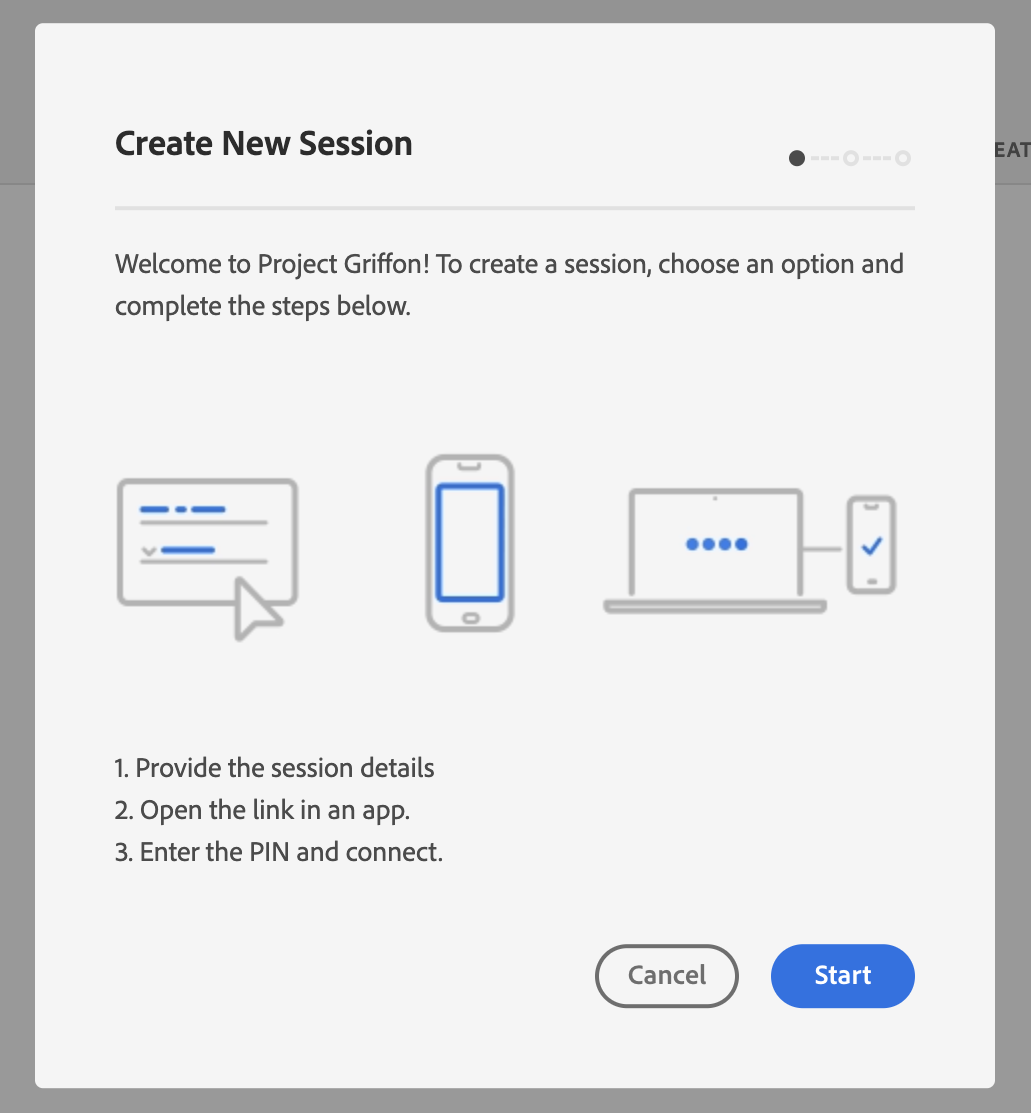 Create New Session
EAT
Welcome to Project Griffon! To create a session, choose an option and
complete the steps below.
1. Provide the session details
2. Open the link in an app.
3. Enter the PIN and connect.
Cancel
Start